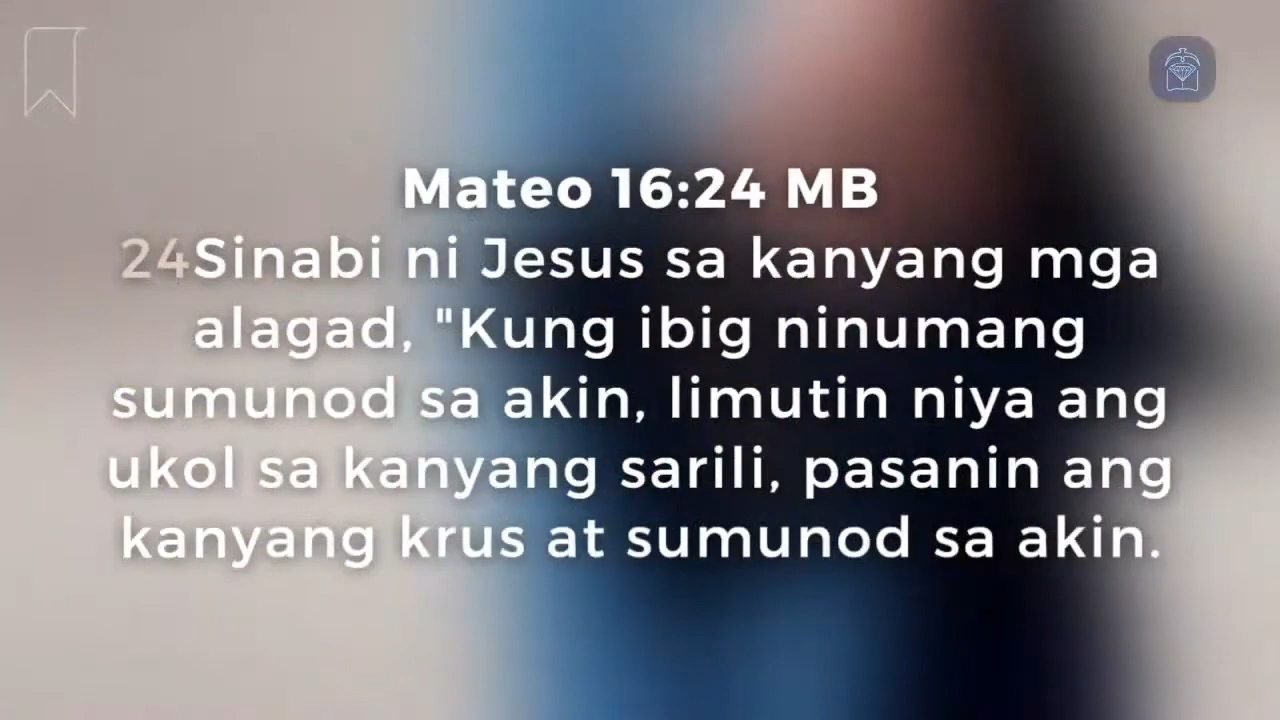 Mateo 16:24 MB
24Sinabi ni Jesus sa kanyang mga
alagad, "Kung ibig ninumang
sumunod sa akin, limutin niya ang
ukol sa kanyang sarili, pasanin ang
kanyang krus at sumunod sa akin.